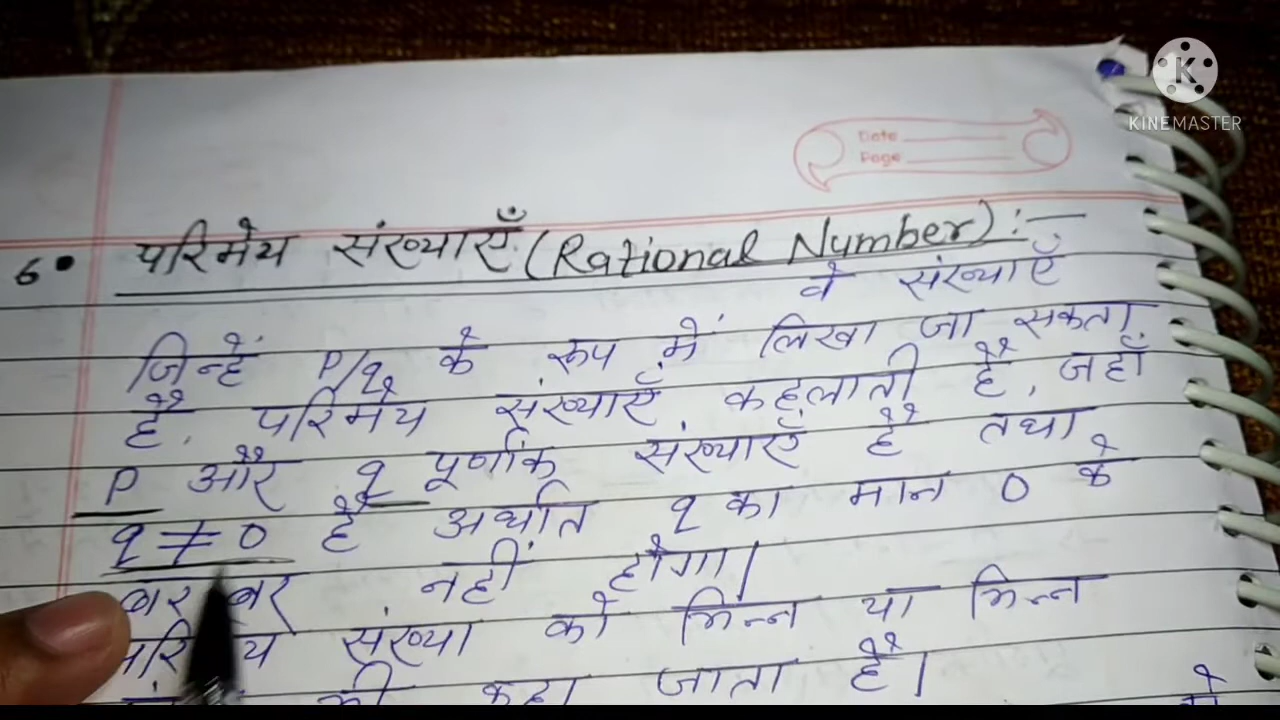 KINEMASTER
Date
Page
6. परिमेय संख्याएँ (Rational Number) :-
वे संख्याएँ
जिन्हें P/q के रूप में लिखा जा सकता
है, परिमेय संख्याएँ कहलाती है, जहाँ
P और q पूर्णांक संख्याएँ हैं तथा
q ≠ 0 है अर्थात q का मान 0 के
नहीं होगा।
संख्या को भिन्न या भिन्न
कहा जाता है।